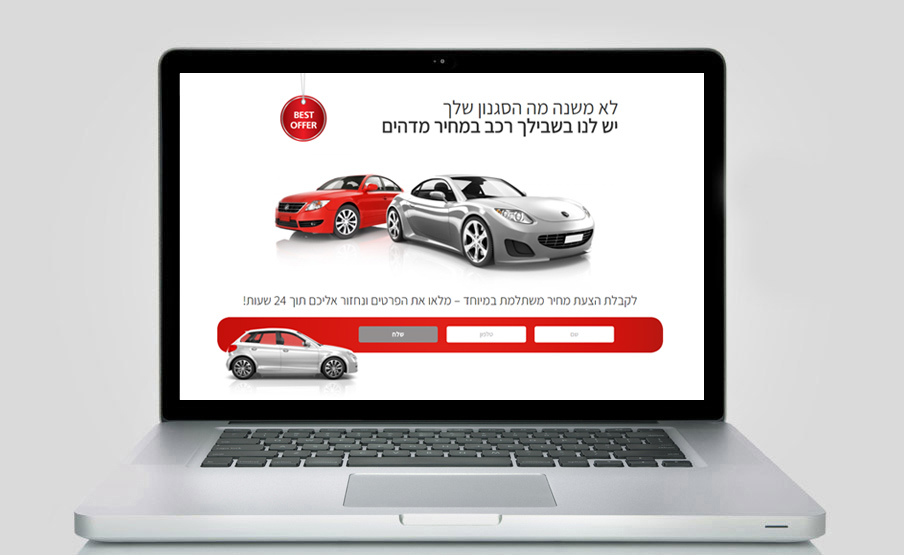 לא משנה מה הסגנון שלך
יש לנו בשבילך רכב במחיר מדהים
BEST
OFFER
לקבלת הצעת מחיר משתלמת במיוחד – מלאו את הפרטים ונחזור אליכם תוך 24 שעות!
שם
טלפון
שלח